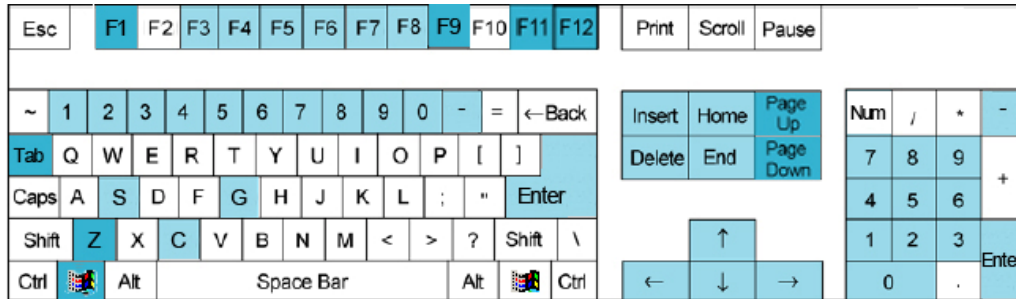 Esc F1 F2 F3 F4 F5 F6 F7 F8 F9 F10 F11 F12 Print Scroll Pause
~ 1 2 3 4 5 6 7 8 9 0 - = ←Back Insert Home Page Up Num / * -
Tab Q W E R T Y U I O P [ ] Delete End Page Down 7 8 9 +
Caps A S D F G H J K L ; " Enter 4 5 6
Shift Z X C V B N M < > ? Shift \ ↑ 1 2 3 Enter
Ctrl Alt Space Bar Alt Ctrl ← ↓ → 0 .